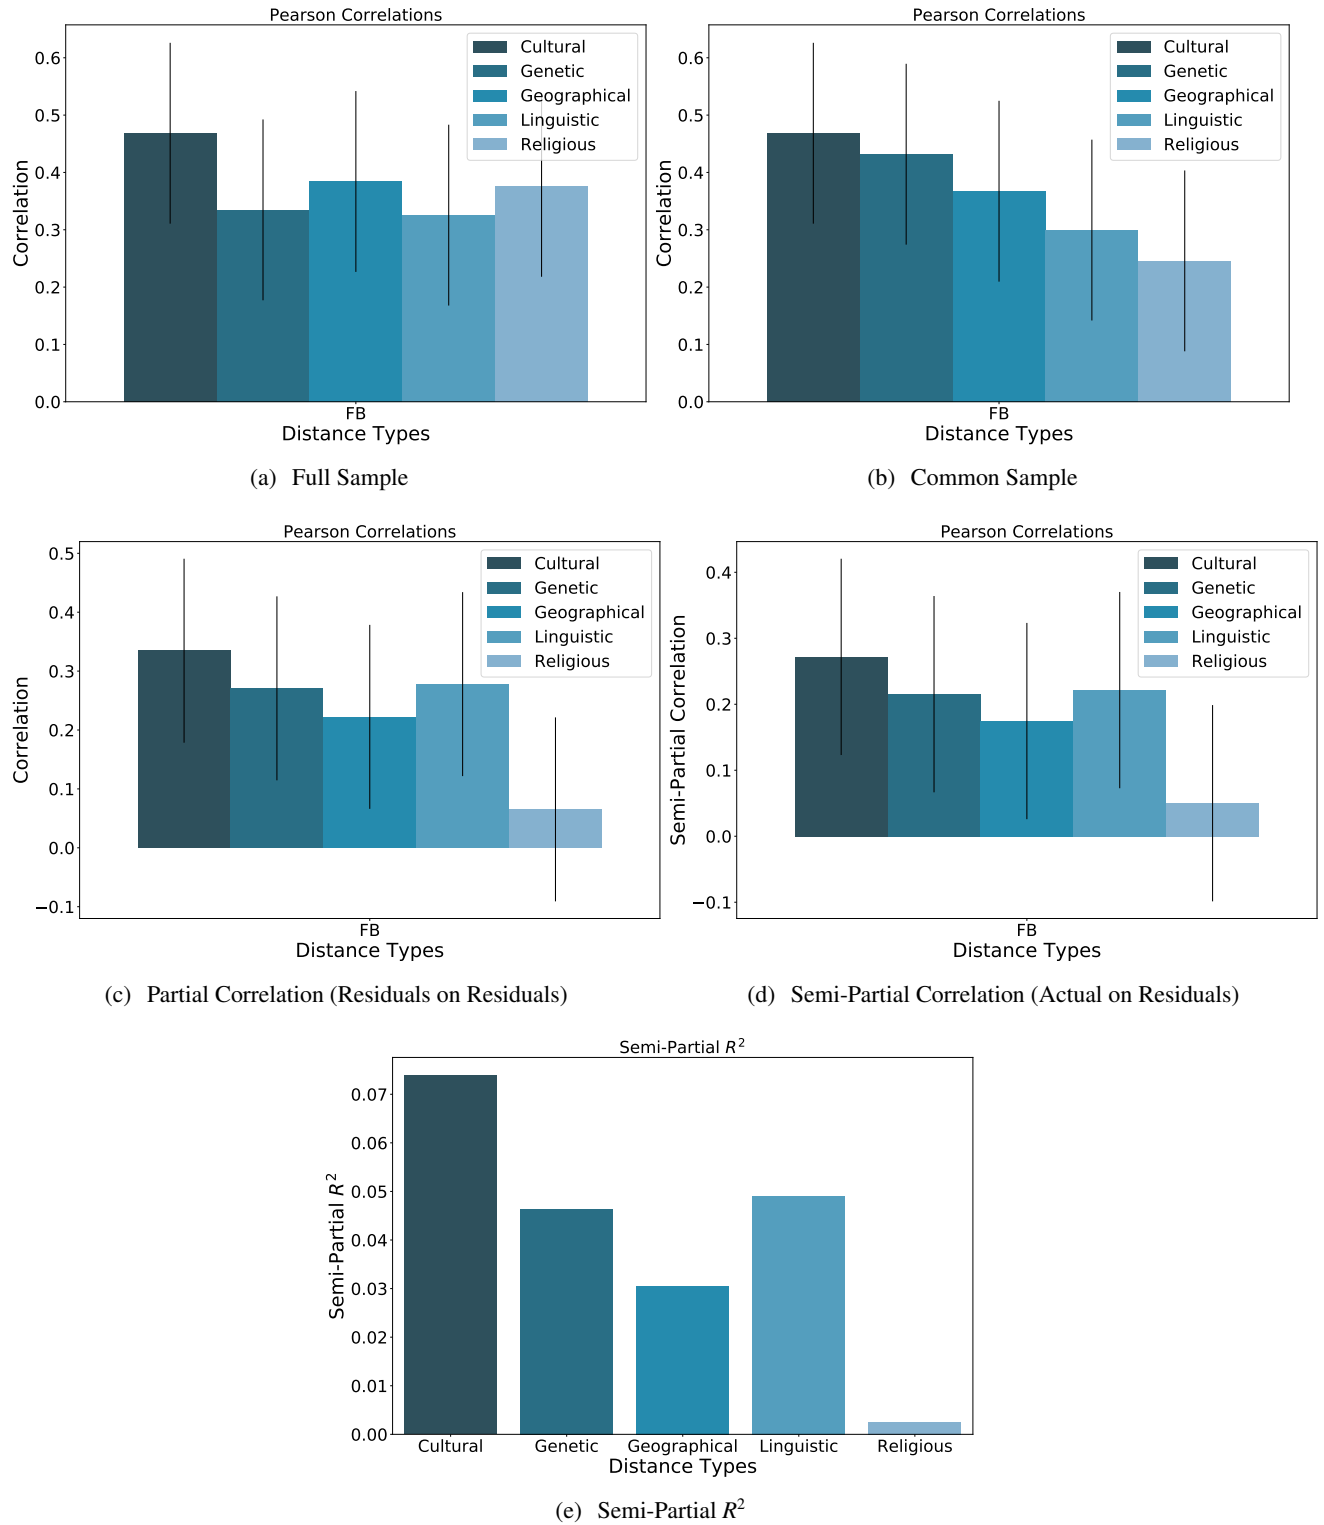 Pearson Correlations
0.6
0.5
0.4
0.3
0.2
0.1
0.0
Correlation
Cultural
Genetic
Geographical
Linguistic
Religious
FB
Distance Types
(a) Full Sample
Pearson Correlations
0.6
0.5
0.4
0.3
0.2
0.1
0.0
Correlation
Cultural
Genetic
Geographical
Linguistic
Religious
FB
Distance Types
(b) Common Sample
Pearson Correlations
0.5
0.4
0.3
0.2
0.1
0.0
−0.1
Correlation
Cultural
Genetic
Geographical
Linguistic
Religious
FB
Distance Types
(c) Partial Correlation (Residuals on Residuals)
Pearson Correlations
0.4
0.3
0.2
0.1
0.0
−0.1
Semi-Partial Correlation
Cultural
Genetic
Geographical
Linguistic
Religious
FB
Distance Types
(d) Semi-Partial Correlation (Actual on Residuals)
Semi-Partial R²
0.07
0.06
0.05
0.04
0.03
0.02
0.01
0.00
Semi-Partial R²
Cultural Genetic Geographical Linguistic Religious
Distance Types
(e) Semi-Partial R²